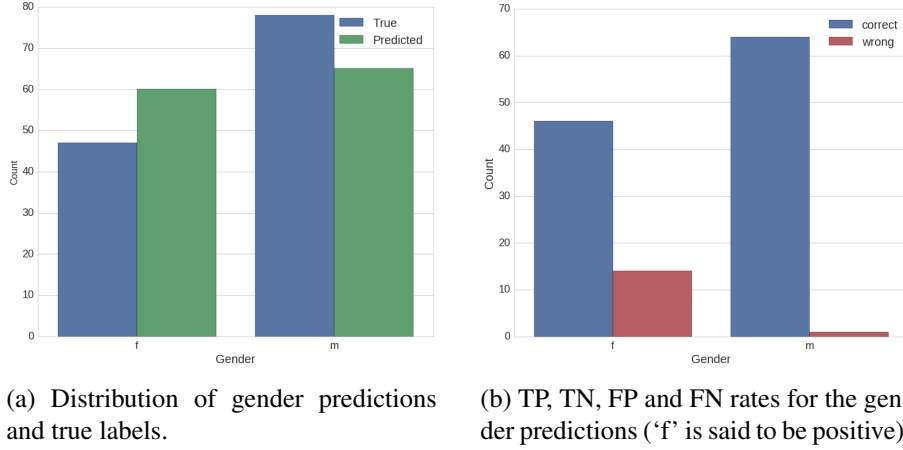 80
70
60
50
40
30
20
10
0
Count
f
m
Gender
True
Predicted
70
60
50
40
30
20
10
0
Count
f
m
Gender
correct
wrong
(a) Distribution of gender predictions
and true labels.
(b) TP, TN, FP and FN rates for the gen-
der predictions (‘f’ is said to be positive)